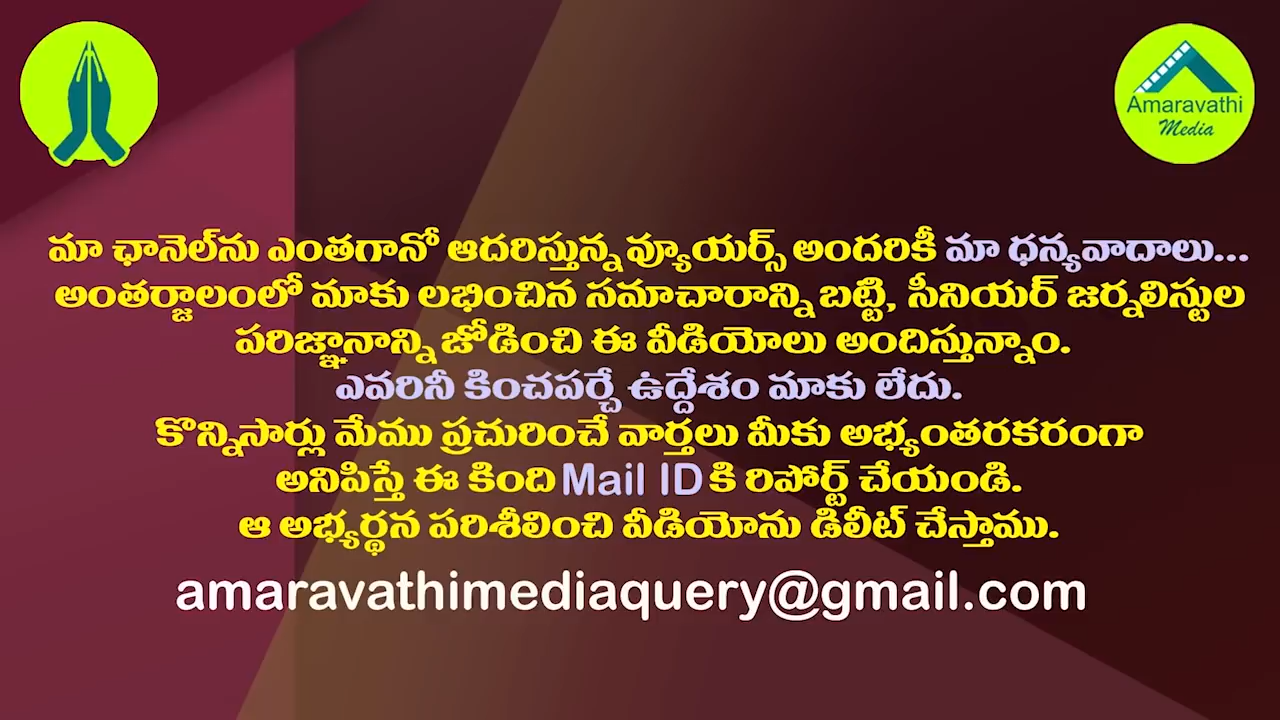 Amaravathi
Media
మా ఛానెల్‌ను ఎంతగానో ఆదరిస్తున్న వ్యూయర్స్ అందరికీ మా ధన్యవాదాలు...
అంతర్జాలంలో మాకు లభించిన సమాచారాన్ని బట్టి, సీనియర్ జర్నలిస్టుల
పరిజ్ఞానాన్ని జోడించి ఈ వీడియోలు అందిస్తున్నాం.
ఎవరినీ కించపర్చే ఉద్దేశం మాకు లేదు.
కొన్నిసార్లు మేము ప్రచురించే వార్తలు మీకు అభ్యంతరకరంగా
అనిపిస్తే ఈ కింది Mail ID కి రిపోర్ట్ చేయండి.
ఆ అభ్యర్థన పరిశీలించి వీడియోను డిలీట్ చేస్తాము.
amaravathimediaquery@gmail.com